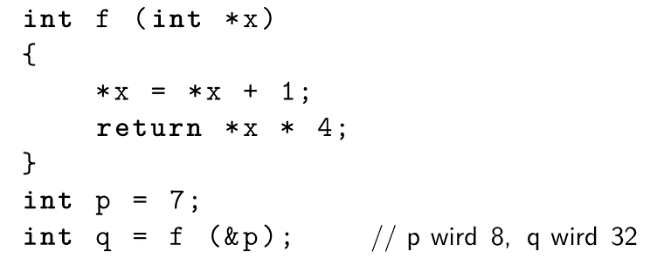 int f (int *x)
{
    *x = *x + 1;
    return *x * 4;
}
int p = 7;
int q = f (&p);     // p wird 8, q wird 32